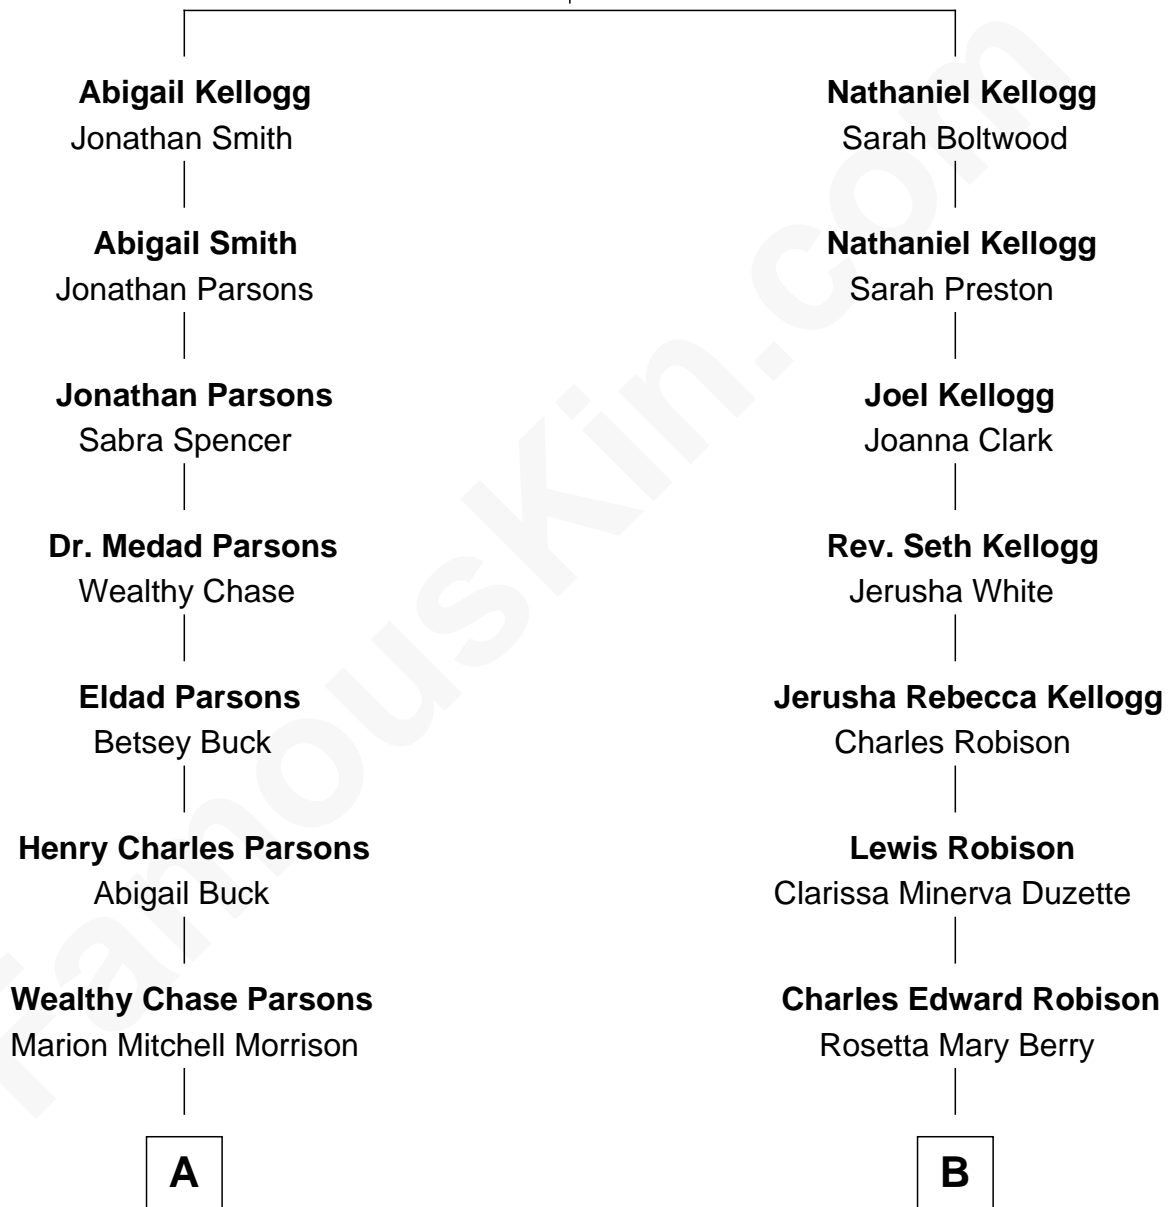 Abigail Kellogg
Jonathan Smith
Abigail Smith
Jonathan Parsons
Jonathan Parsons
Sabra Spencer
Dr. Medad Parsons
Wealthy Chase
Eldad Parsons
Betsey Buck
Henry Charles Parsons
Abigail Buck
Wealthy Chase Parsons
Marion Mitchell Morrison
A
Nathaniel Kellogg
Sarah Boltwood
Nathaniel Kellogg
Sarah Preston
Joel Kellogg
Joanna Clark
Rev. Seth Kellogg
Jerusha White
Jerusha Rebecca Kellogg
Charles Robison
Lewis Robison
Clarissa Minerva Duzette
Charles Edward Robison
Rosetta Mary Berry
B
FamousKin.com